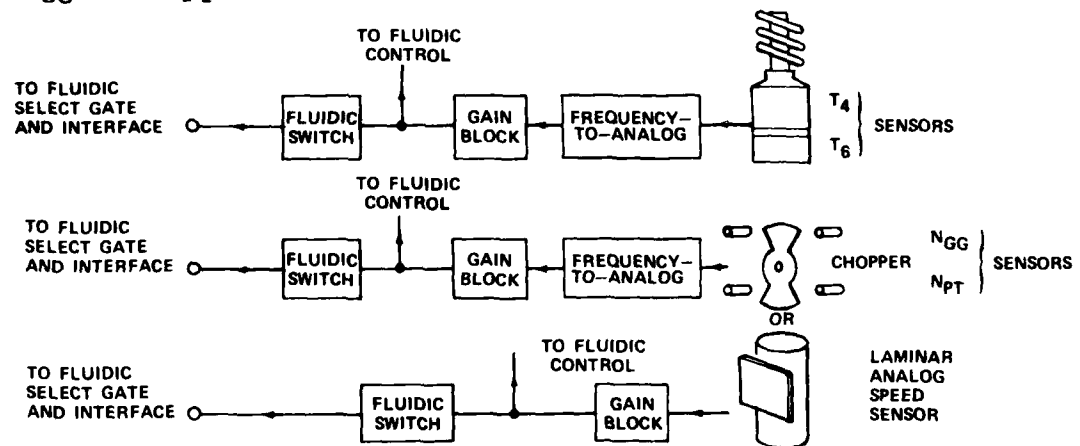 TO FLUIDIC
CONTROL
TO FLUIDIC
SELECT GATE
AND INTERFACE
FLUIDIC
SWITCH
GAIN
BLOCK
FREQUENCY-
TO-ANALOG
T4
T6
SENSORS
TO FLUIDIC
CONTROL
TO FLUIDIC
SELECT GATE
AND INTERFACE
FLUIDIC
SWITCH
GAIN
BLOCK
FREQUENCY-
TO-ANALOG
CHOPPER
NGG
NPT
SENSORS
OR
TO FLUIDIC
CONTROL
TO FLUIDIC
SELECT GATE
AND INTERFACE
FLUIDIC
SWITCH
GAIN
BLOCK
LAMINAR
ANALOG
SPEED
SENSOR